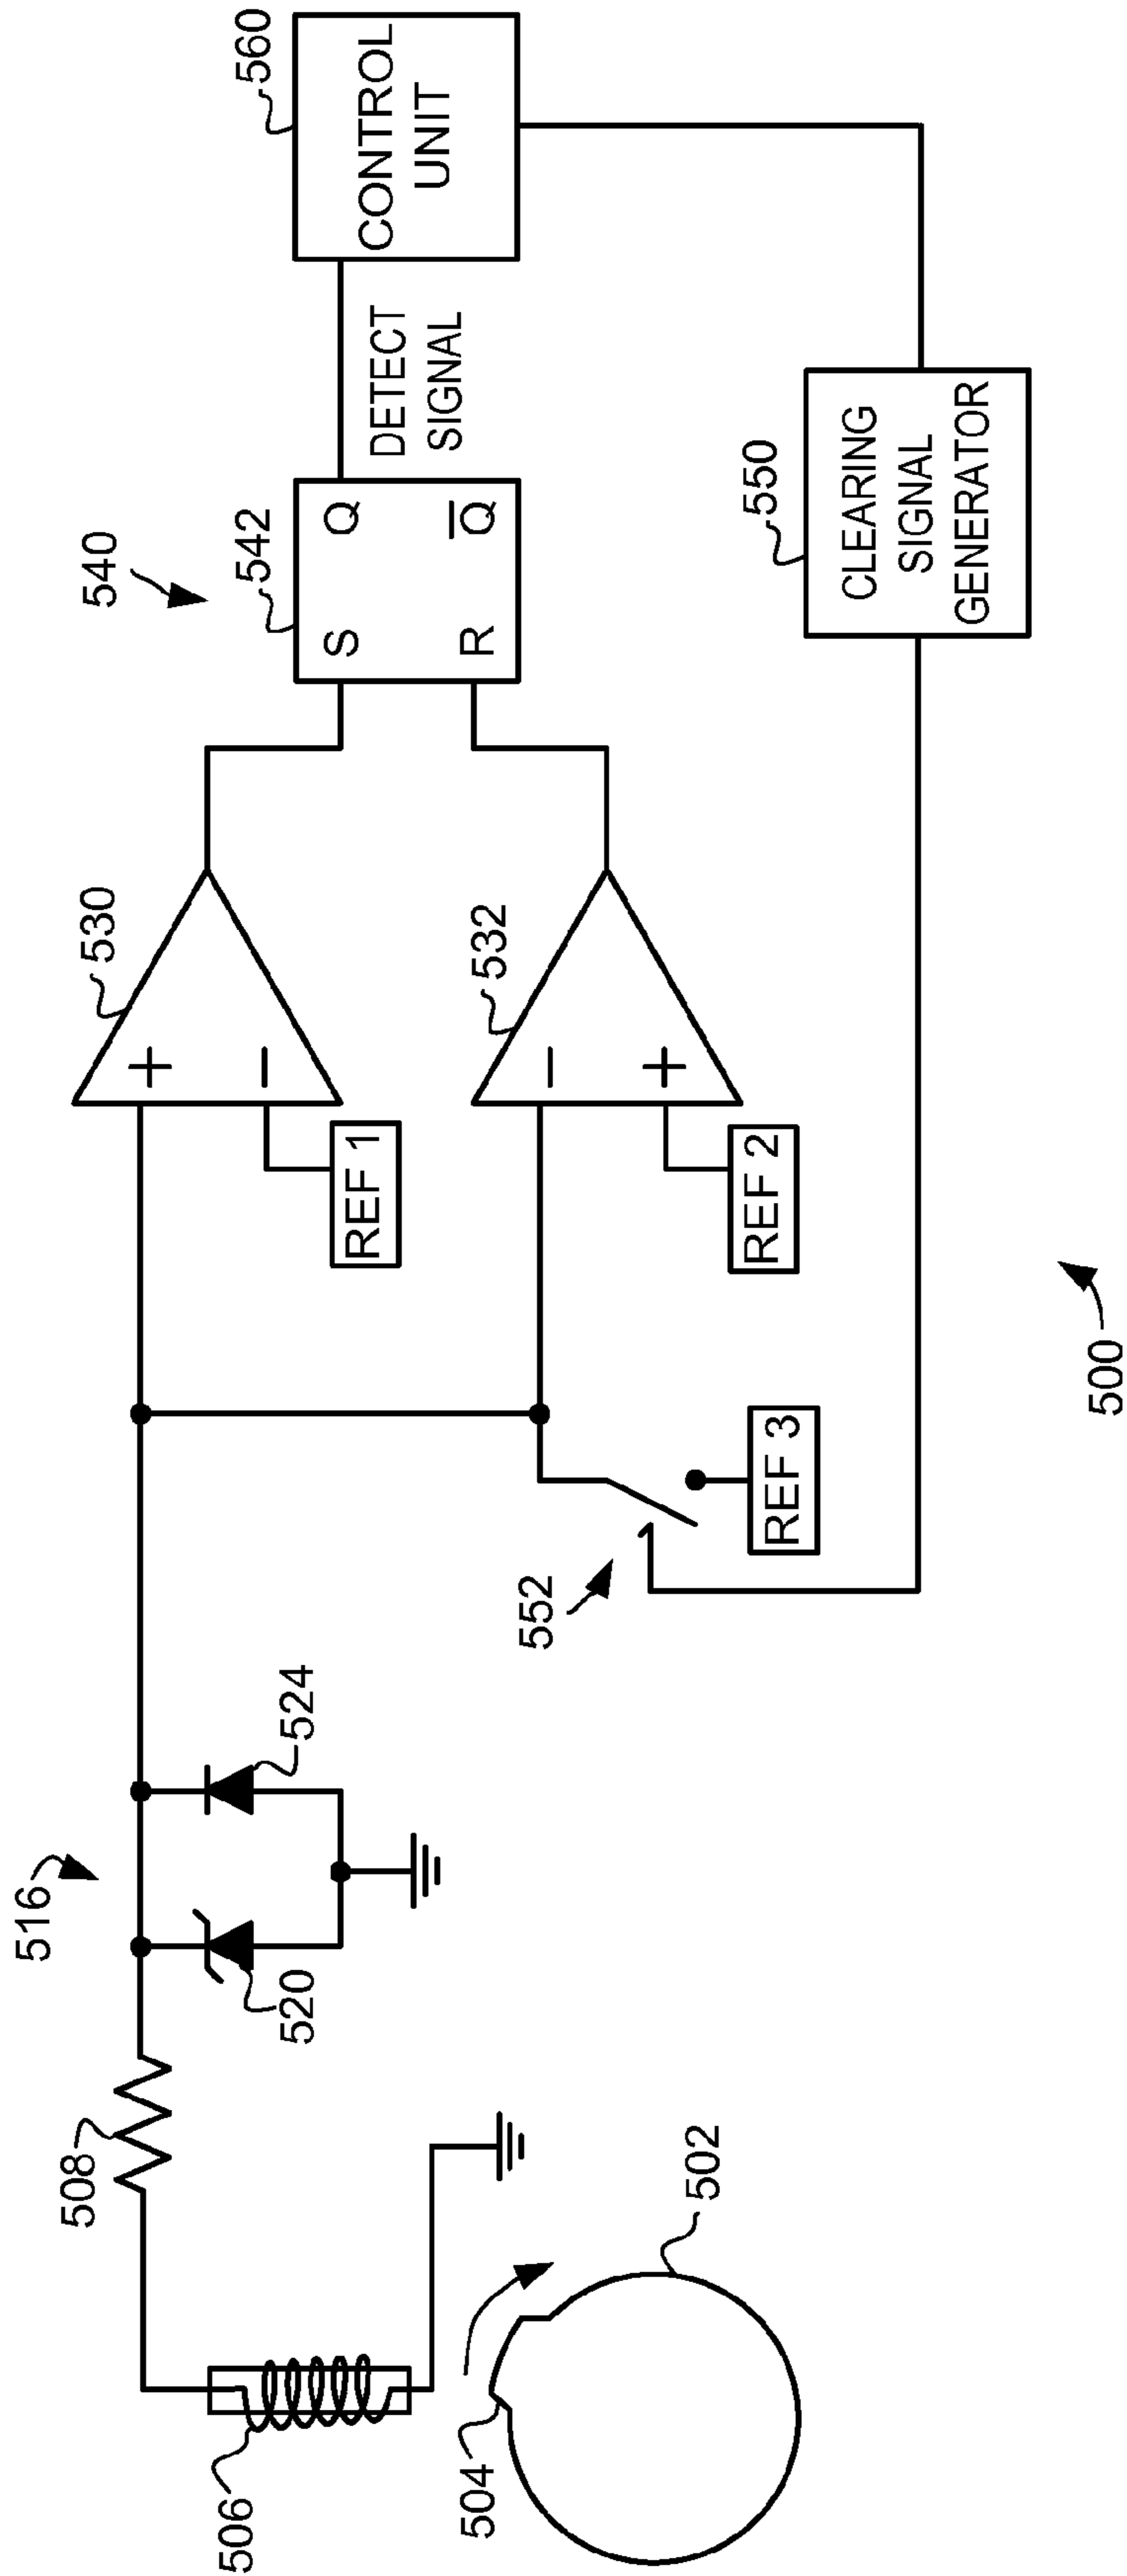 516
508
506
504
502
520
524
530
REF 1
532
REF 2
552
REF 3
540
542
S
Q
R
Q̅
DETECT
SIGNAL
560
CONTROL
UNIT
550
CLEARING
SIGNAL
GENERATOR
500